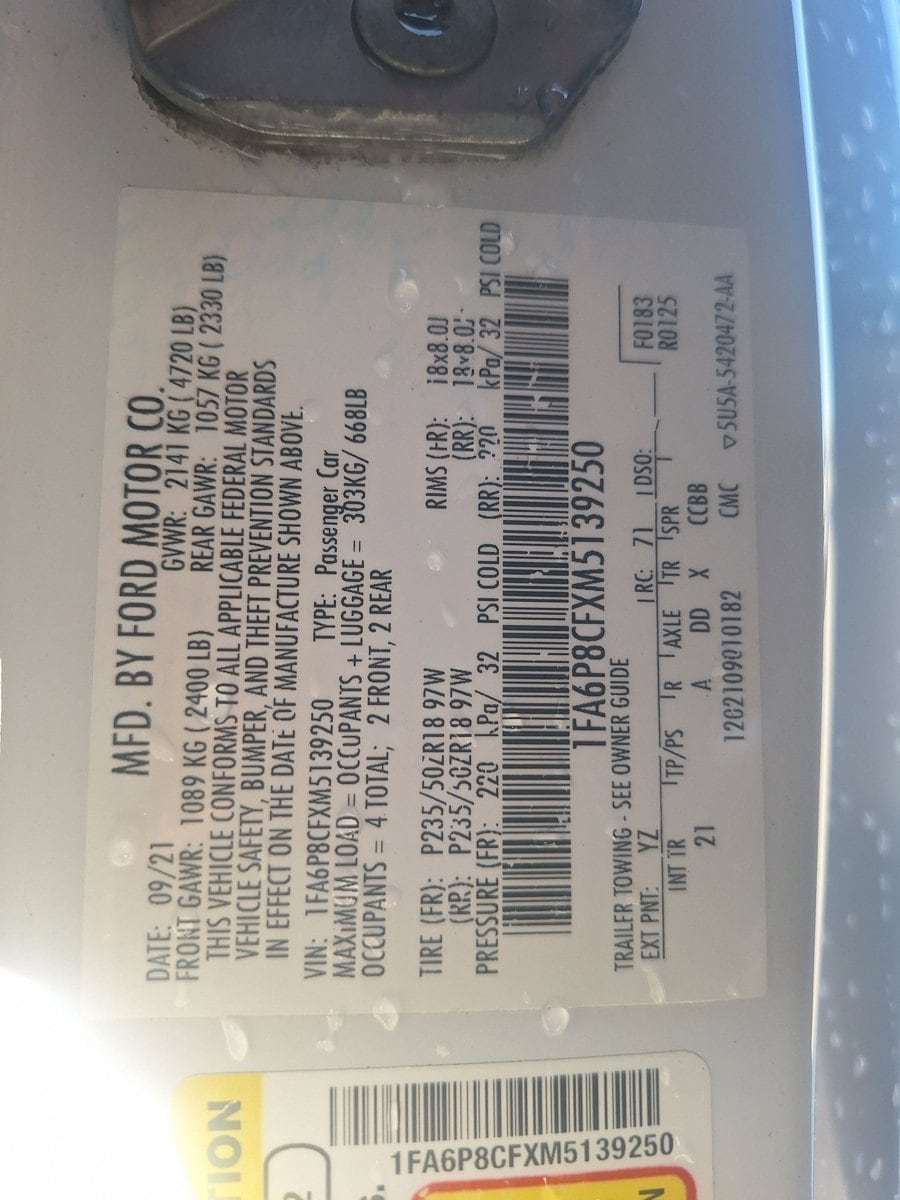 MFD. BY FORD MOTOR CO.
DATE: 09/21 GVWR: 2141 KG ( 4720 LB)
FRONT GAWR: 1089 KG ( 2400 LB) REAR GAWR: 1057 KG ( 2330 LB)
THIS VEHICLE CONFORMS TO ALL APPLICABLE FEDERAL MOTOR
VEHICLE SAFETY, BUMPER, AND THEFT PREVENTION STANDARDS
IN EFFECT ON THE DATE OF MANUFACTURE SHOWN ABOVE.
VIN: 1FA6P8CFXM5139250 TYPE: Passenger Car
MAXIMUM LOAD = OCCUPANTS + LUGGAGE = 303KG/ 668LB
OCCUPANTS = 4 TOTAL, 2 FRONT, 2 REAR
TIRE (FR): P235/50ZR18 97W RIMS (FR): 18x8.0J
(RR): P235/50ZR18 97W (RR): 18x8.0J
PRESSURE (FR): 220 kPa/ 32 PSI COLD (RR): 220 kPa/ 32 PSI COLD
1FA6P8CFXM5139250
TRAILER TOWING - SEE OWNER GUIDE
EXT PNT: YZ RC: 71 DSO: F0183
INT TR TP/PS R AXLE TR SPR R0125
21 A DD X CCBB
1202109010182 CMC ▽5U5A-5420472-AA
TION
1FA6P8CFXM5139250